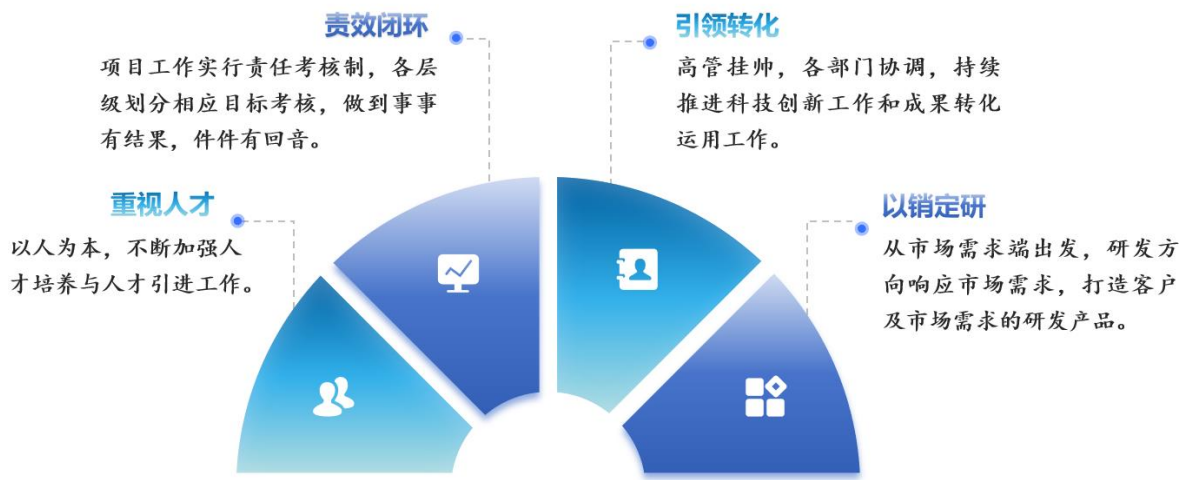 责效闭环
项目工作实行责任考核制，各层
级划分相应目标考核，做到事事
有结果，件件有回音。
引领转化
高管挂帅，各部门协调，持续
推进科技创新工作和成果转化
运用工作。
重视人才
以人为本，不断加强人
才培养与人才引进工作。
以销定研
从市场需求端出发，研发方
向响应市场需求，打造客户
及市场需求的研发产品。